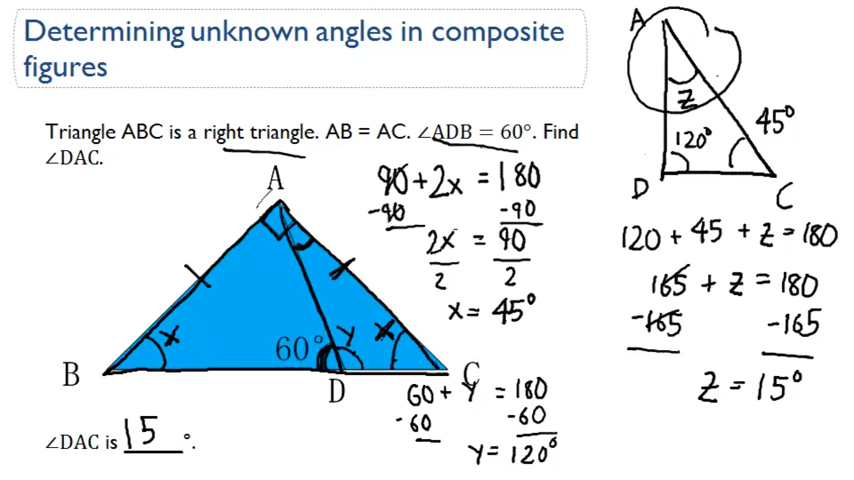 Determining unknown angles in composite
figures
Triangle ABC is a right triangle. AB = AC. ∠ADB = 60°. Find
∠DAC.
A
B
D
C
60°
x
y
x
90 + 2x = 180
-90 -90
2x = 90
2 2
x = 45°
60 + y = 180
-60 -60
y = 120°
∠DAC is 15°.
A
z
45°
120°
D
C
120 + 45 + z = 180
165 + z = 180
-165 -165
z = 15°